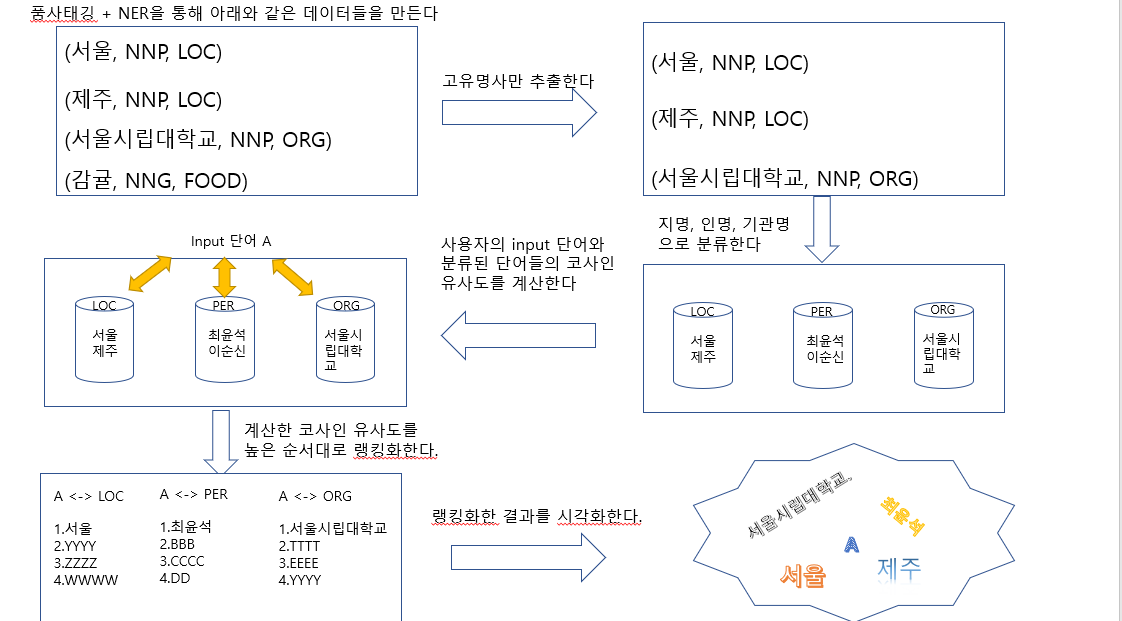 품사태깅 + NER을 통해 아래와 같은 데이터들을 만든다
(서울, NNP, LOC)
(제주, NNP, LOC)
(서울시립대학교, NNP, ORG)
(감귤, NNG, FOOD)
고유명사만 추출한다
(서울, NNP, LOC)
(제주, NNP, LOC)
(서울시립대학교, NNP, ORG)
지명, 인명, 기관명
으로 분류한다
LOC
서울
제주
PER
최윤석
이순신
ORG
서울시
립대학
교
사용자의 input 단어와
분류된 단어들의 코사인
유사도를 계산한다
Input 단어 A
LOC
서울
제주
PER
최윤석
이순신
ORG
서울시
립대학
교
계산한 코사인 유사도를
높은 순서대로 랭킹화한다.
A <-> LOC
1.서울
2.YYYY
3.ZZZZ
4.WWWW
A <-> PER
1.최윤석
2.BBB
3.CCCC
4.DD
A <-> ORG
1.서울시립대학교
2.TTTT
3.EEEE
4.YYYY
랭킹화한 결과를 시각화한다.
서울시립대학교.
최윤석
A
서울
제주